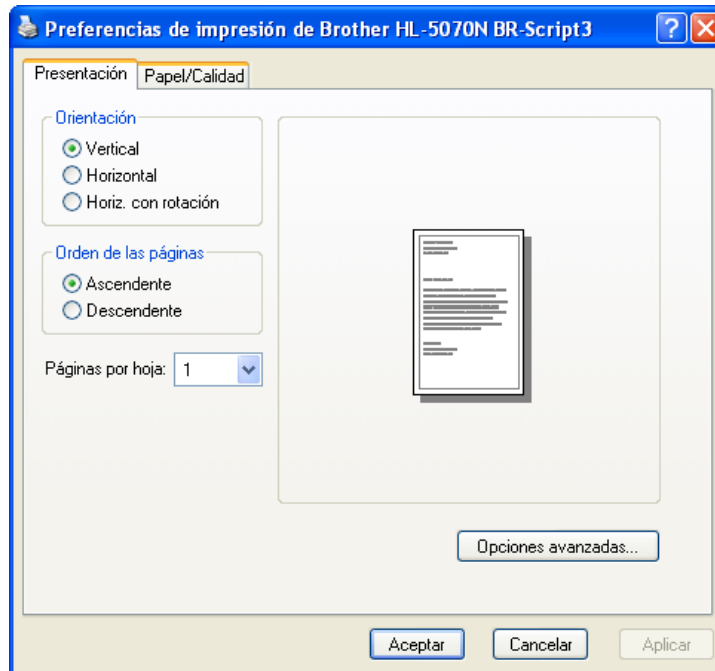 Preferencias de impresión de Brother HL-5070N BR-Script3
Presentación
Papel/Calidad
Orientación
Vertical
Horizontal
Horiz. con rotación
Orden de las páginas
Ascendente
Descendente
Páginas por hoja: 1
Opciones avanzadas...
Aceptar
Cancelar
Aplicar